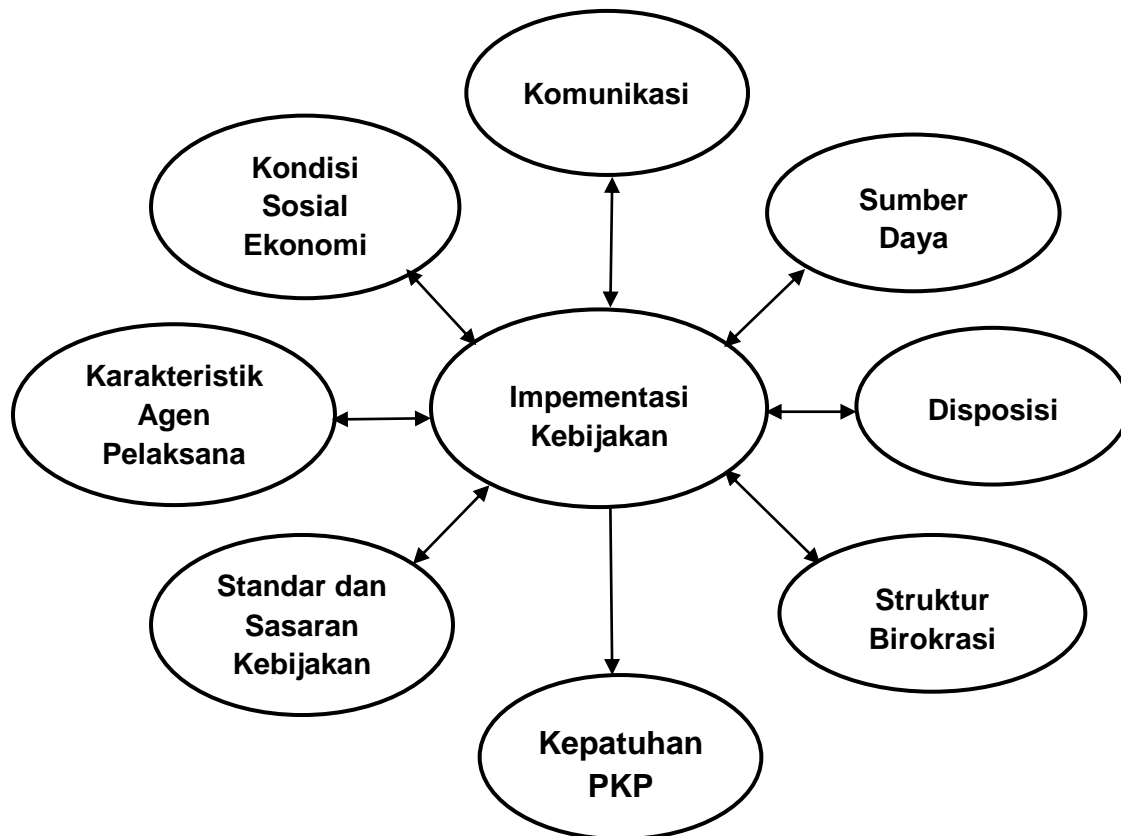 Komunikasi
Kondisi
Sosial
Ekonomi
Sumber
Daya
Karakteristik
Agen
Pelaksana
Impementasi
Kebijakan
Disposisi
Standar dan
Sasaran
Kebijakan
Struktur
Birokrasi
Kepatuhan
PKP